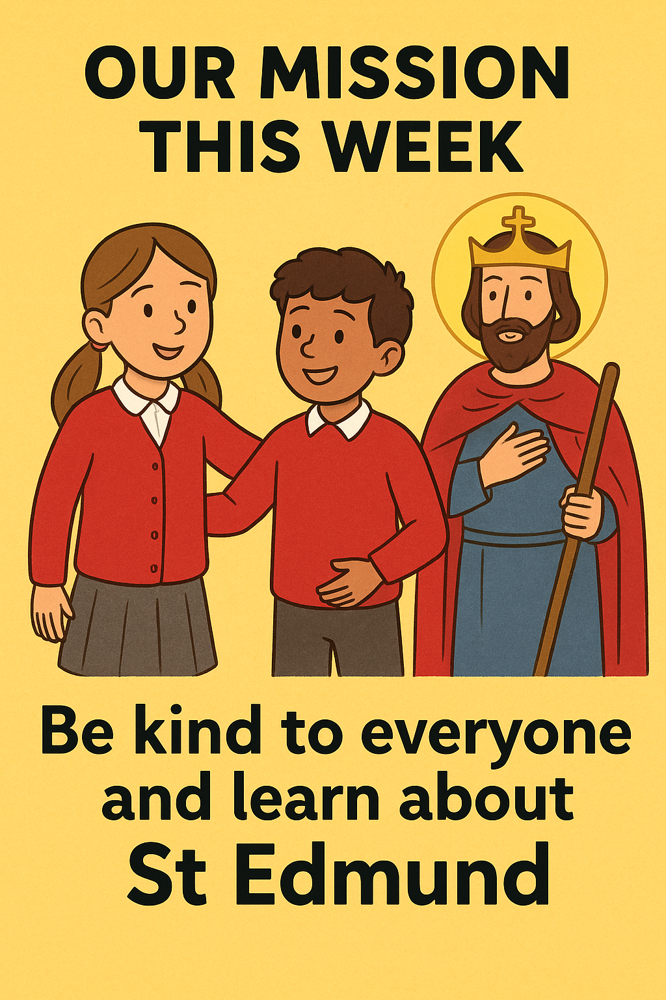 OUR MISSION
THIS WEEK
Be kind to everyone
and learn about
St Edmund